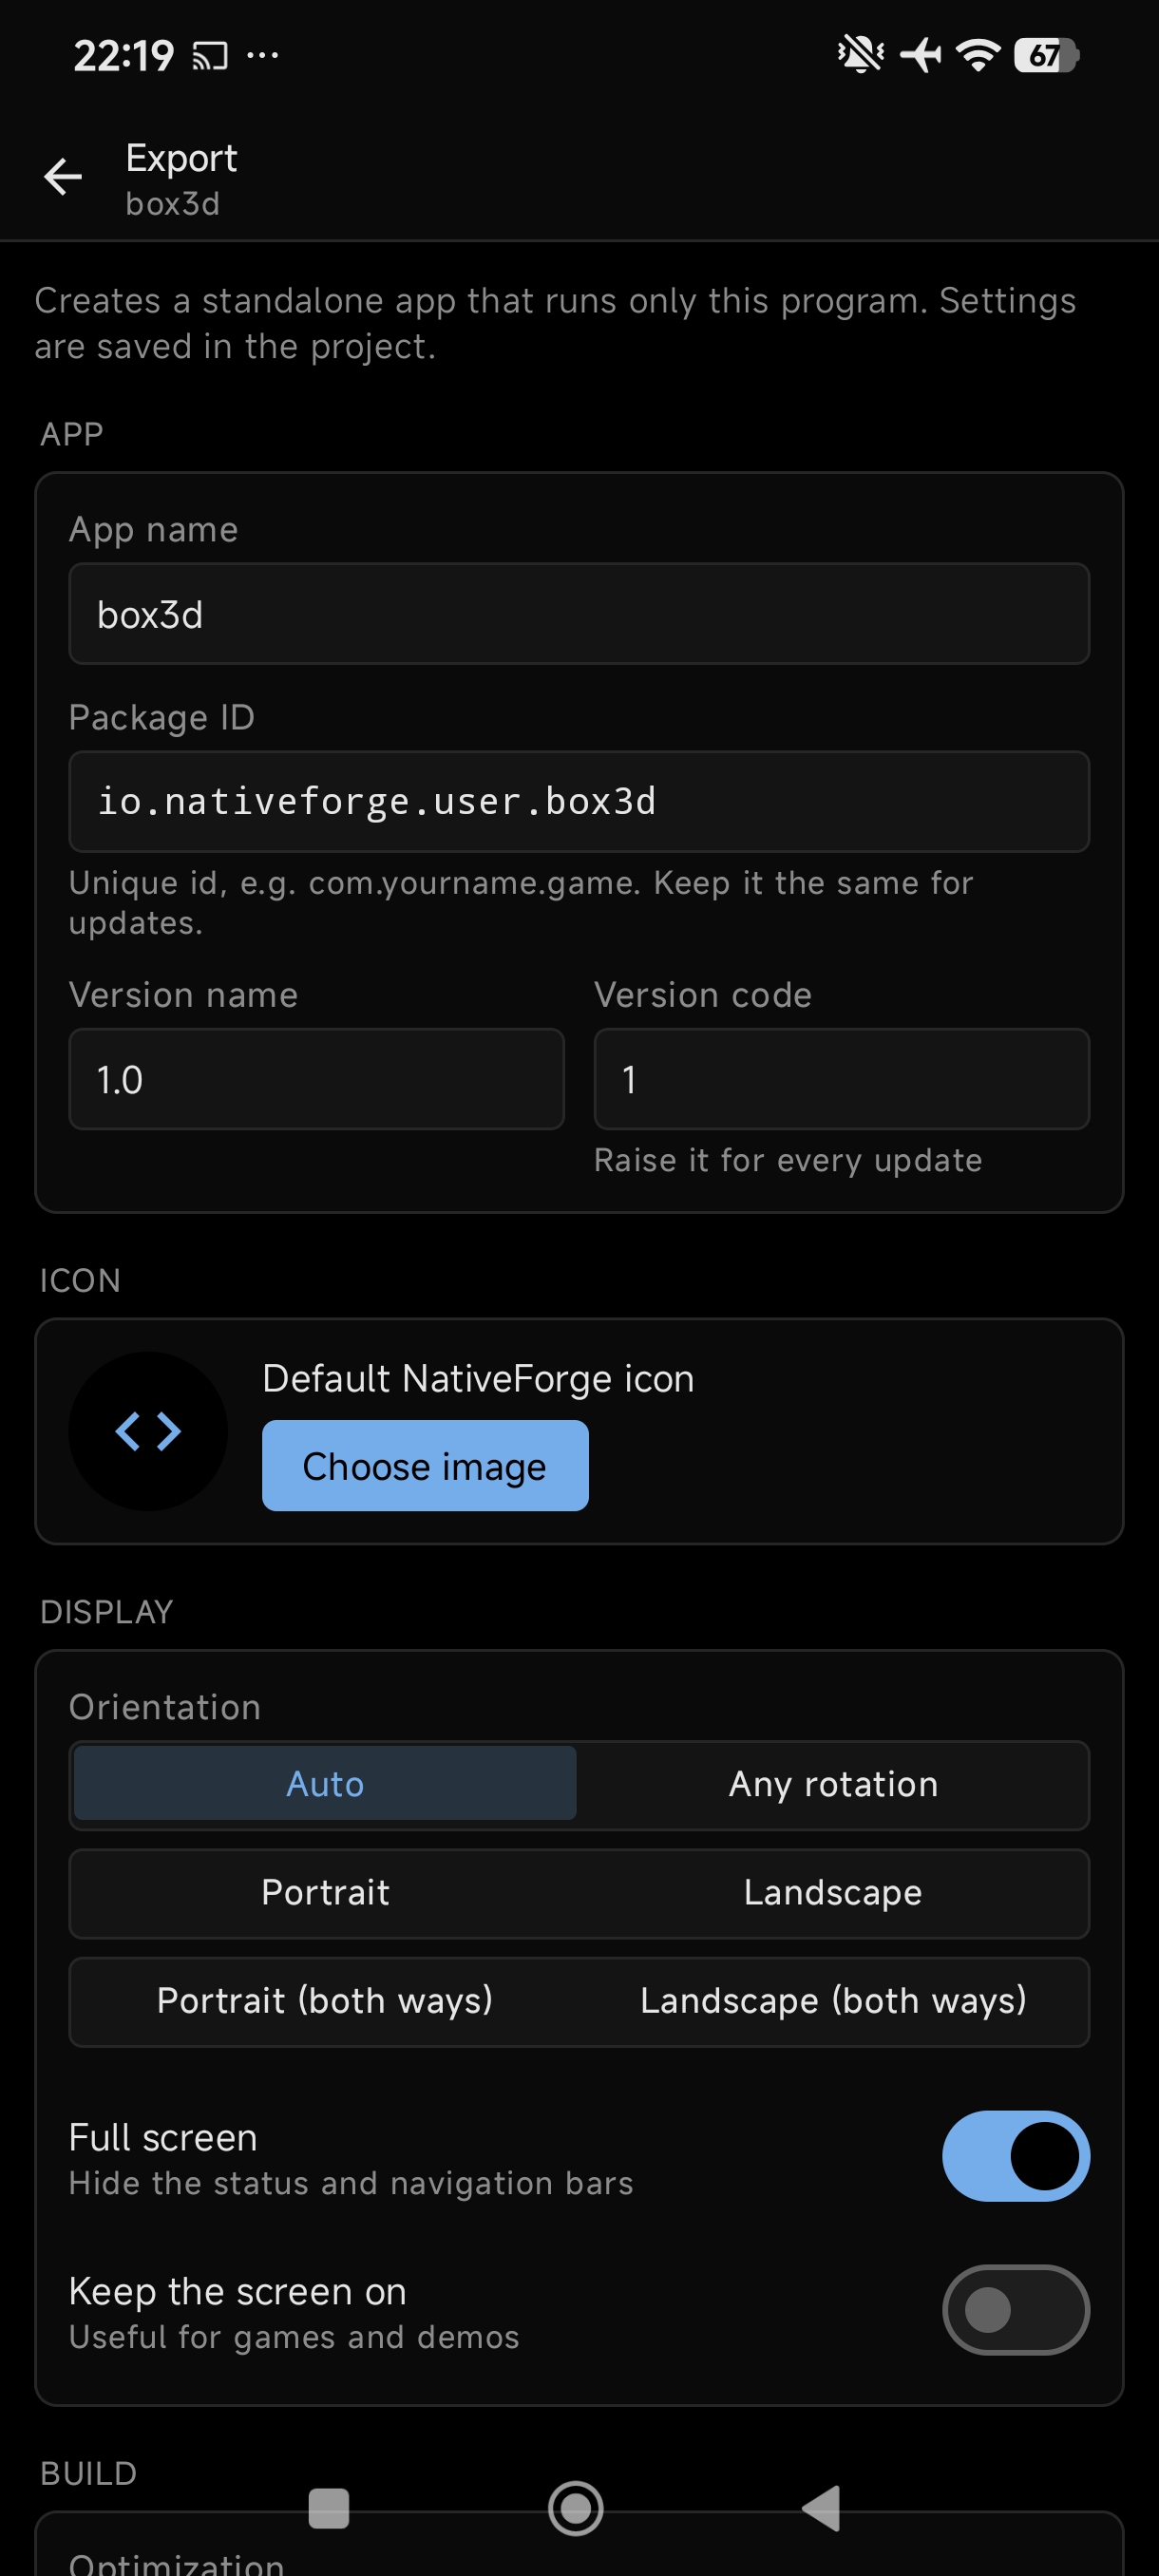 22:19
67
Export
box3d
Creates a standalone app that runs only this program. Settings
are saved in the project.
APP
App name
box3d
Package ID
io.nativeforge.user.box3d
Unique id, e.g. com.yourname.game. Keep it the same for
updates.
Version name
Version code
1.0
1
Raise it for every update
ICON
Default NativeForge icon
Choose image
DISPLAY
Orientation
Auto
Any rotation
Portrait
Landscape
Portrait (both ways)
Landscape (both ways)
Full screen
Hide the status and navigation bars
Keep the screen on
Useful for games and demos
BUILD
Optimization